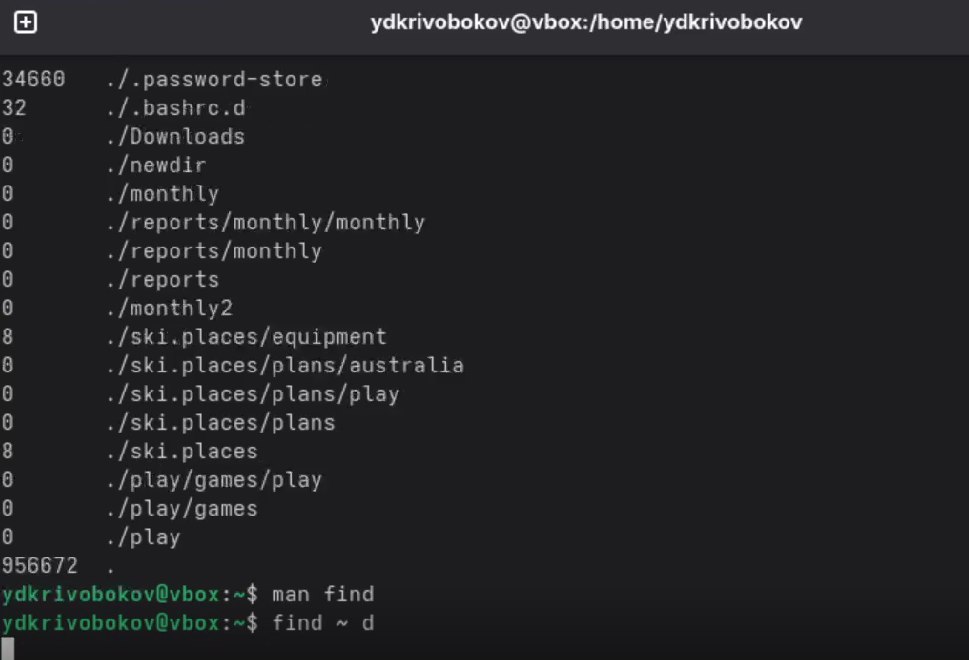 ydkrivobokov@vbox:/home/ydkrivobokov
34660 ./.password-store
32 ./.bashrc.d
0 ./Downloads
0 ./newdir
0 ./monthly
0 ./reports/monthly/monthly
0 ./reports/monthly
0 ./reports
0 ./monthly2
8 ./ski.places/equipment
0 ./ski.places/plans/australia
0 ./ski.places/plans/play
0 ./ski.places/plans
8 ./ski.places
0 ./play/games/play
0 ./play/games
0 ./play
956672 .
ydkrivobokov@vbox:~$ man find
ydkrivobokov@vbox:~$ find ~ d